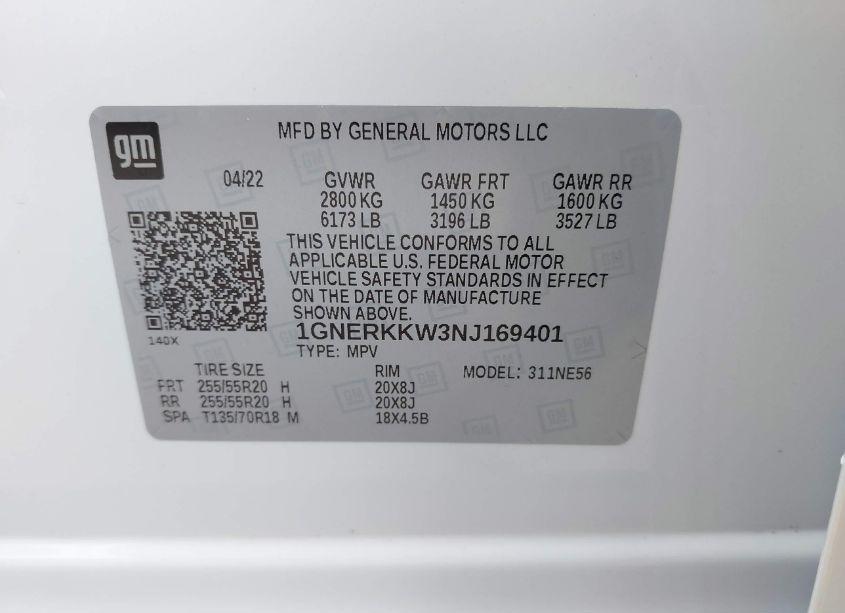 gm
MFD BY GENERAL MOTORS LLC
04/22 GVWR GAWR FRT GAWR RR
2800 KG 1450 KG 1600 KG
6173 LB 3196 LB 3527 LB
THIS VEHICLE CONFORMS TO ALL
APPLICABLE U.S. FEDERAL MOTOR
VEHICLE SAFETY STANDARDS IN EFFECT
ON THE DATE OF MANUFACTURE
SHOWN ABOVE.
1GNERKKW3NJ169401
140X
TYPE: MPV
TIRE SIZE RIM MODEL: 311NE56
FRT 255/55R20 H 20X8J
RR 255/55R20 H 20X8J
SPA T135/70R18 M 18X4.5B